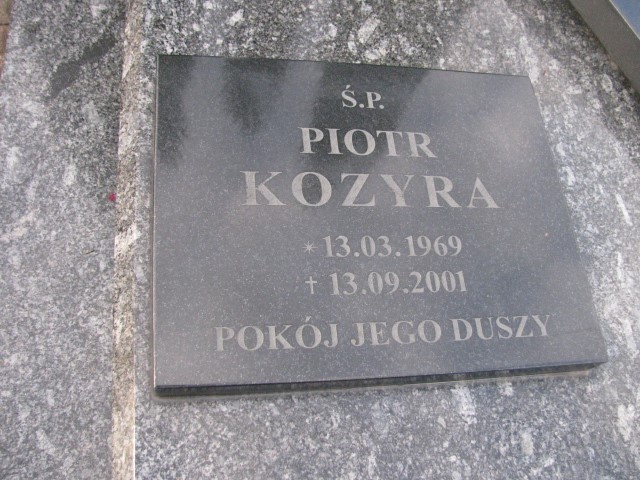 Ś.P.
PIOTR
KOZYRA
* 13.03.1969
† 13.09.2001
POKÓJ JEGO DUSZY